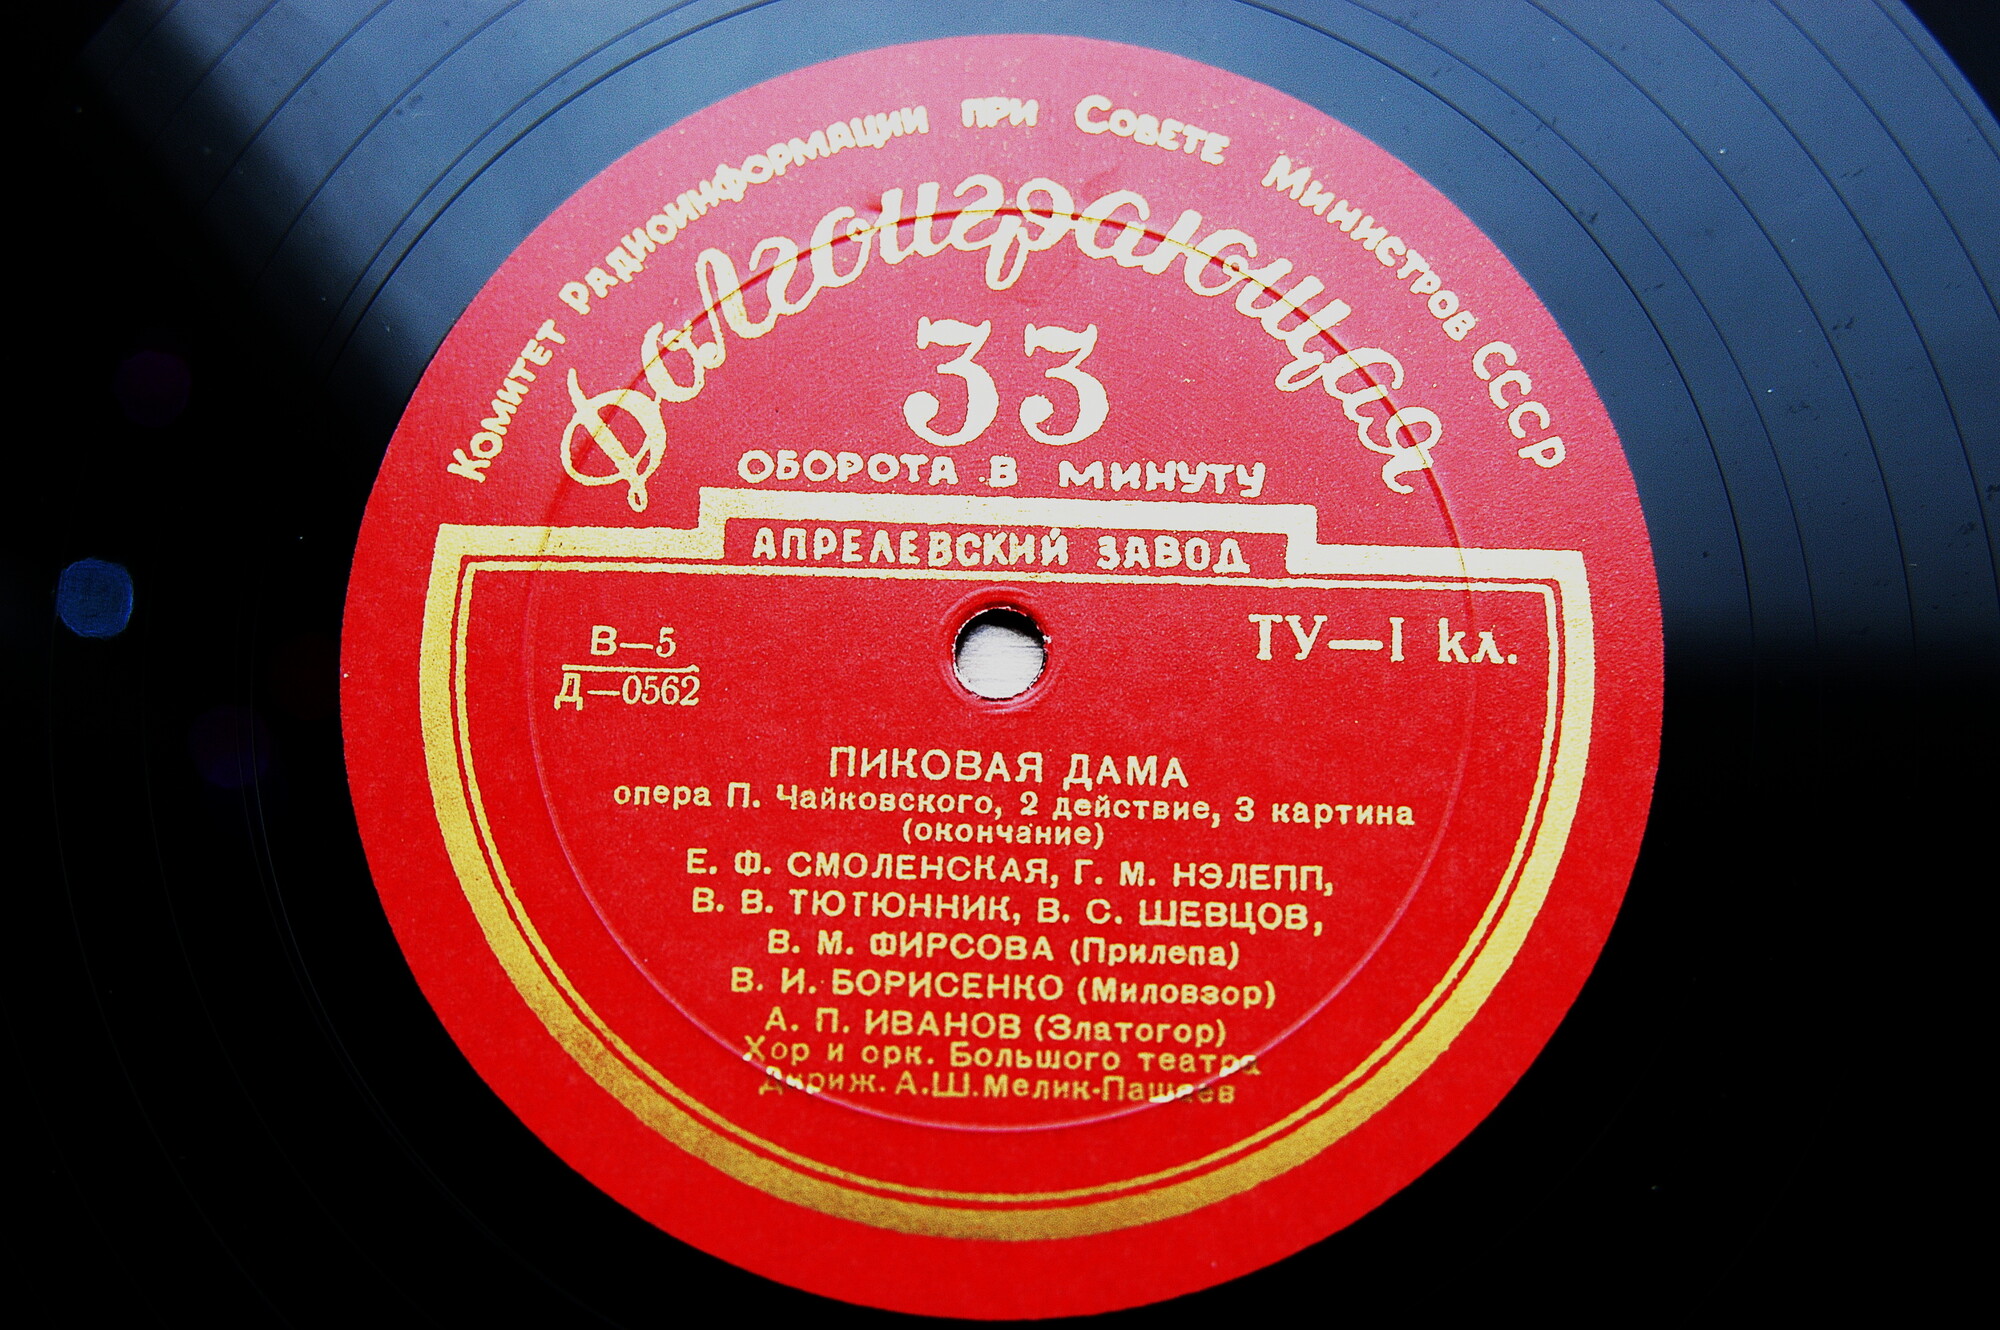 Комитет Радиоинформации при Совете Министров СССР
Долгоиграющая
33
ОБОРОТА В МИНУТУ
АПРЕЛЕВСКИЙ ЗАВОД
В—5
Д—0562
ТУ—I кл.
ПИКОВАЯ ДАМА
опера П. Чайковского, 2 действие, 3 картина
(окончание)
Е. Ф. СМОЛЕНСКАЯ, Г. М. НЭЛЕПП,
В. В. ТЮТЮННИК, В. С. ШЕВЦОВ,
В. М. ФИРСОВА (Прилепа)
В. И. БОРИСЕНКО (Миловзор)
А. П. ИВАНОВ (Златогор)
Хор и орк. Большого театра
Дириж. А.Ш.Мелик-Пашаев